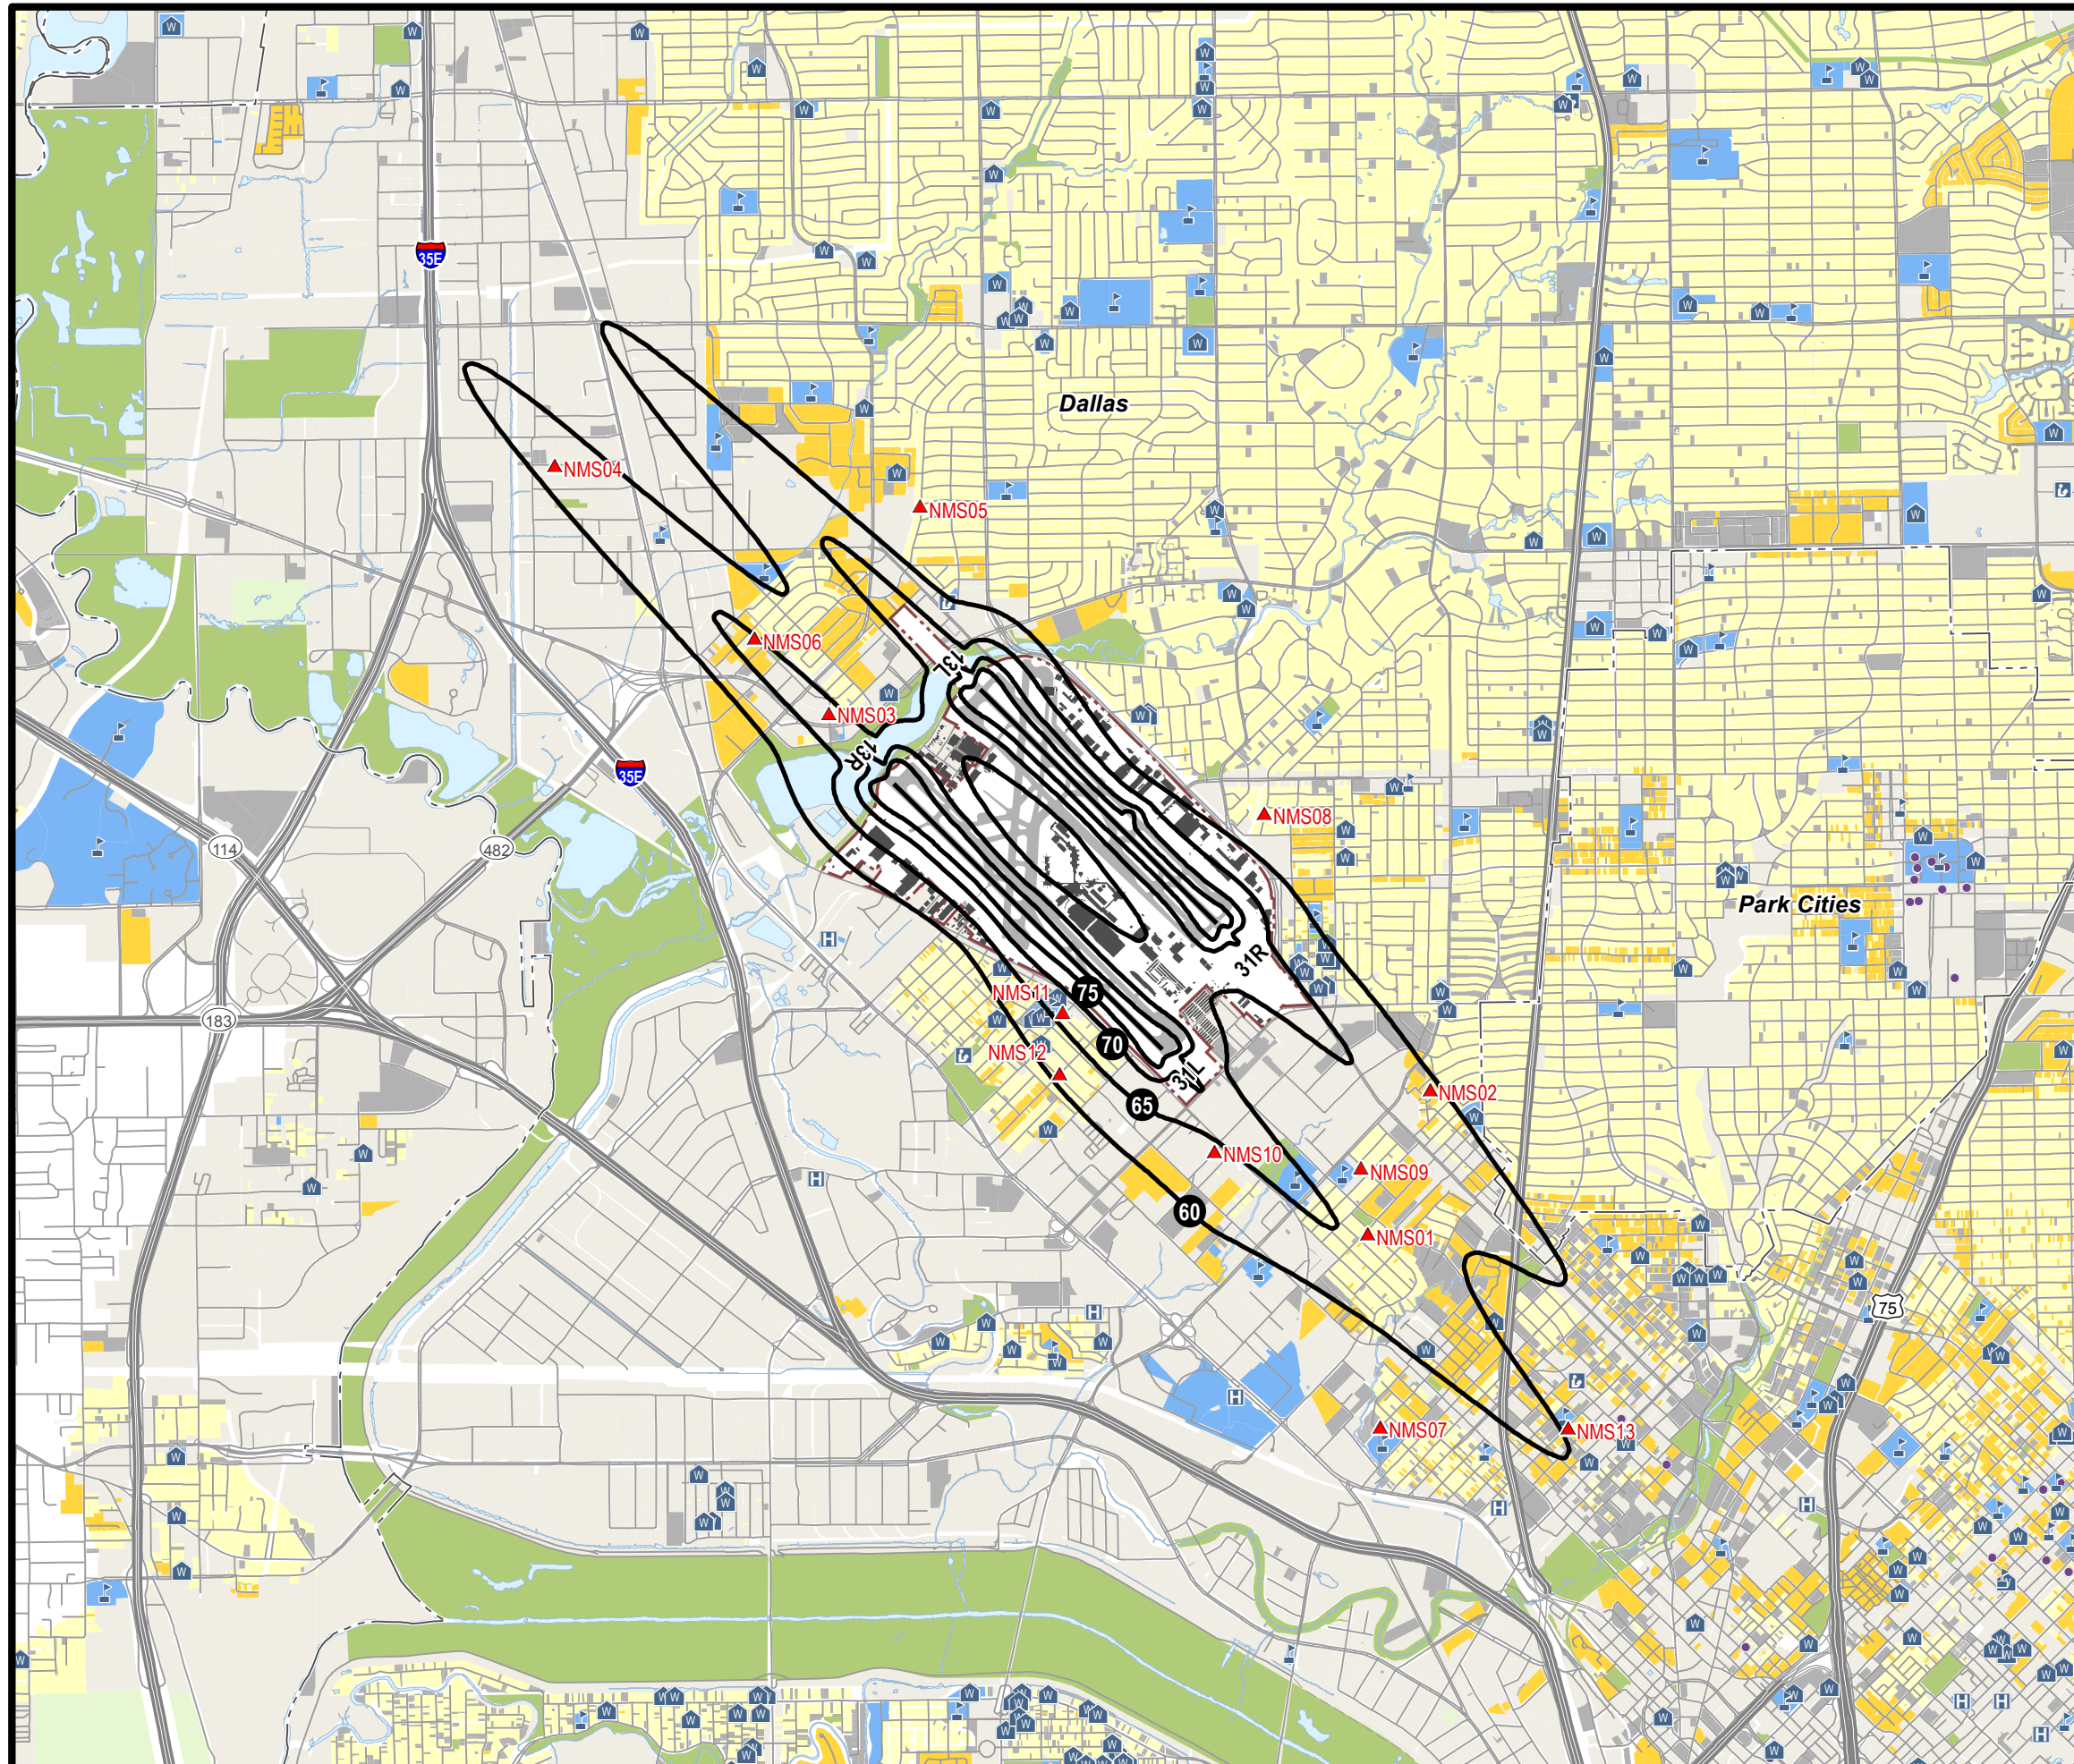 35E
Dallas
NMS04
NMS05
NMS06
13L
NMS03
13R
35E
NMS08
114
482
Park Cities
31R
75
NMS11
183
70
NMS12
31L
NMS02
65
NMS10
NMS09
60
NMS01
75
NMS07
NMS13